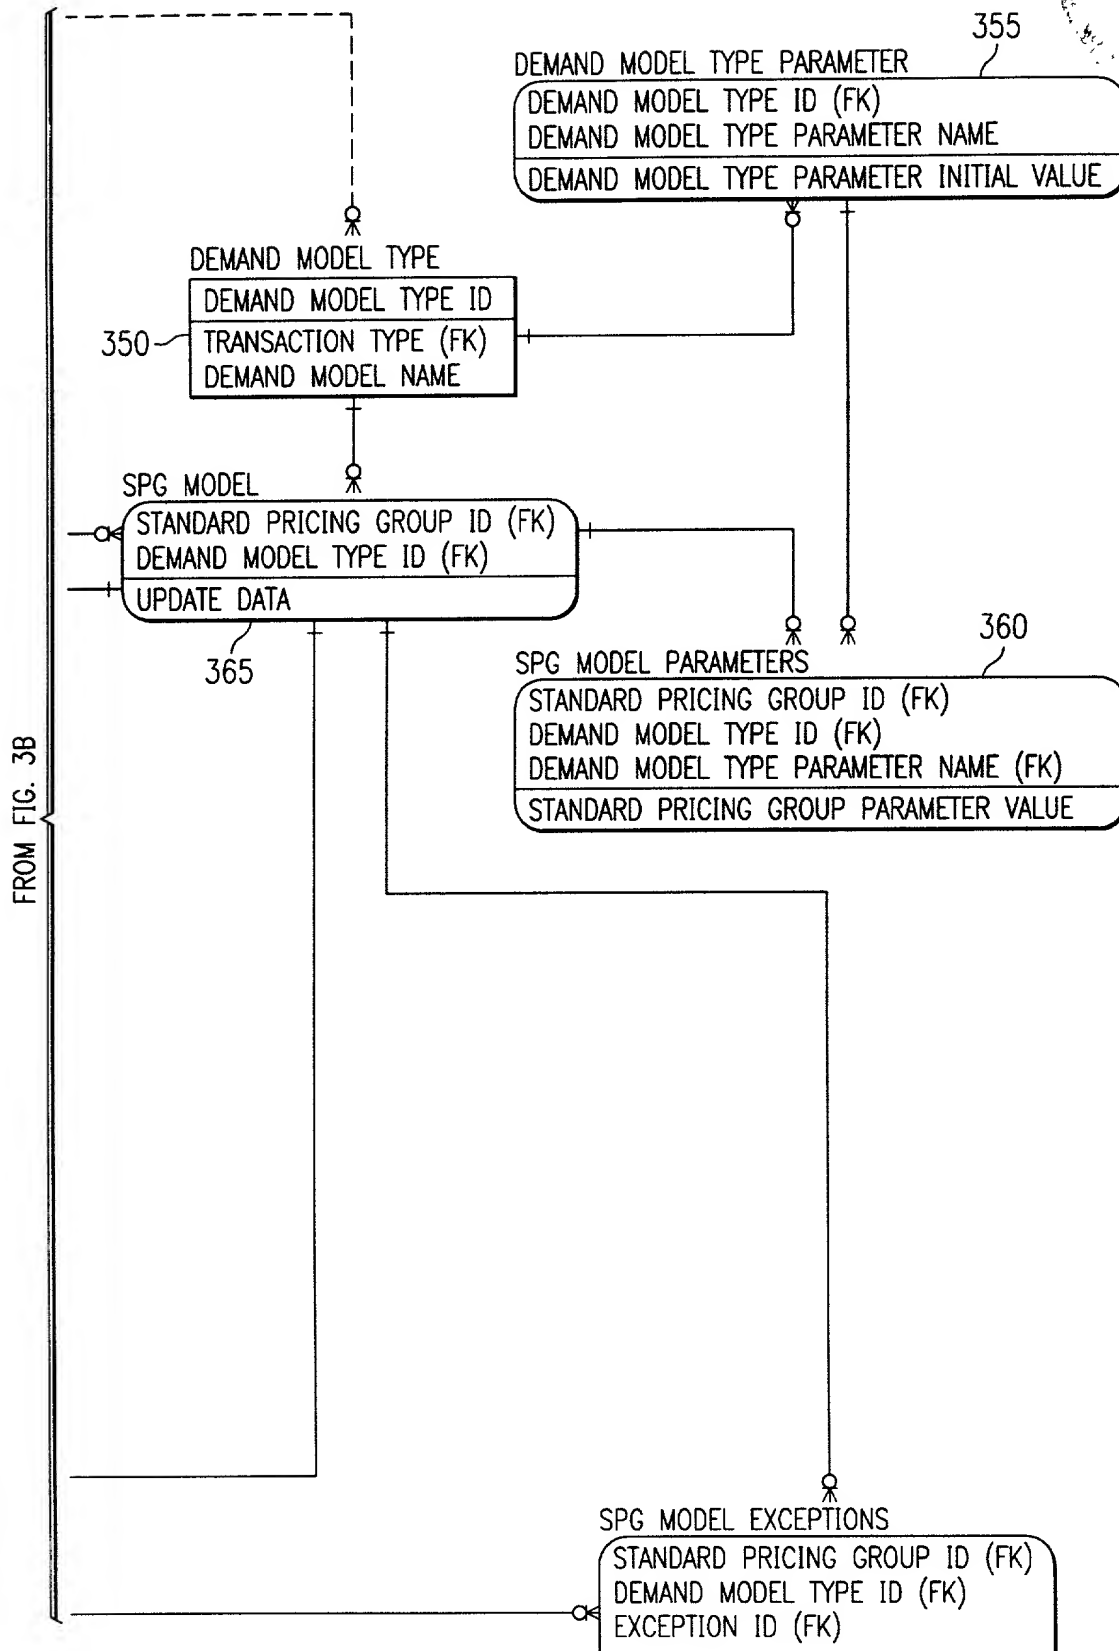 355
DEMAND MODEL TYPE PARAMETER
DEMAND MODEL TYPE ID (FK)
DEMAND MODEL TYPE PARAMETER NAME
DEMAND MODEL TYPE PARAMETER INITIAL VALUE
DEMAND MODEL TYPE
DEMAND MODEL TYPE ID
350
TRANSACTION TYPE (FK)
DEMAND MODEL NAME
SPG MODEL
STANDARD PRICING GROUP ID (FK)
DEMAND MODEL TYPE ID (FK)
UPDATE DATA
365
360
SPG MODEL PARAMETERS
STANDARD PRICING GROUP ID (FK)
DEMAND MODEL TYPE ID (FK)
DEMAND MODEL TYPE PARAMETER NAME (FK)
STANDARD PRICING GROUP PARAMETER VALUE
FROM FIG. 3B
SPG MODEL EXCEPTIONS
STANDARD PRICING GROUP ID (FK)
DEMAND MODEL TYPE ID (FK)
EXCEPTION ID (FK)